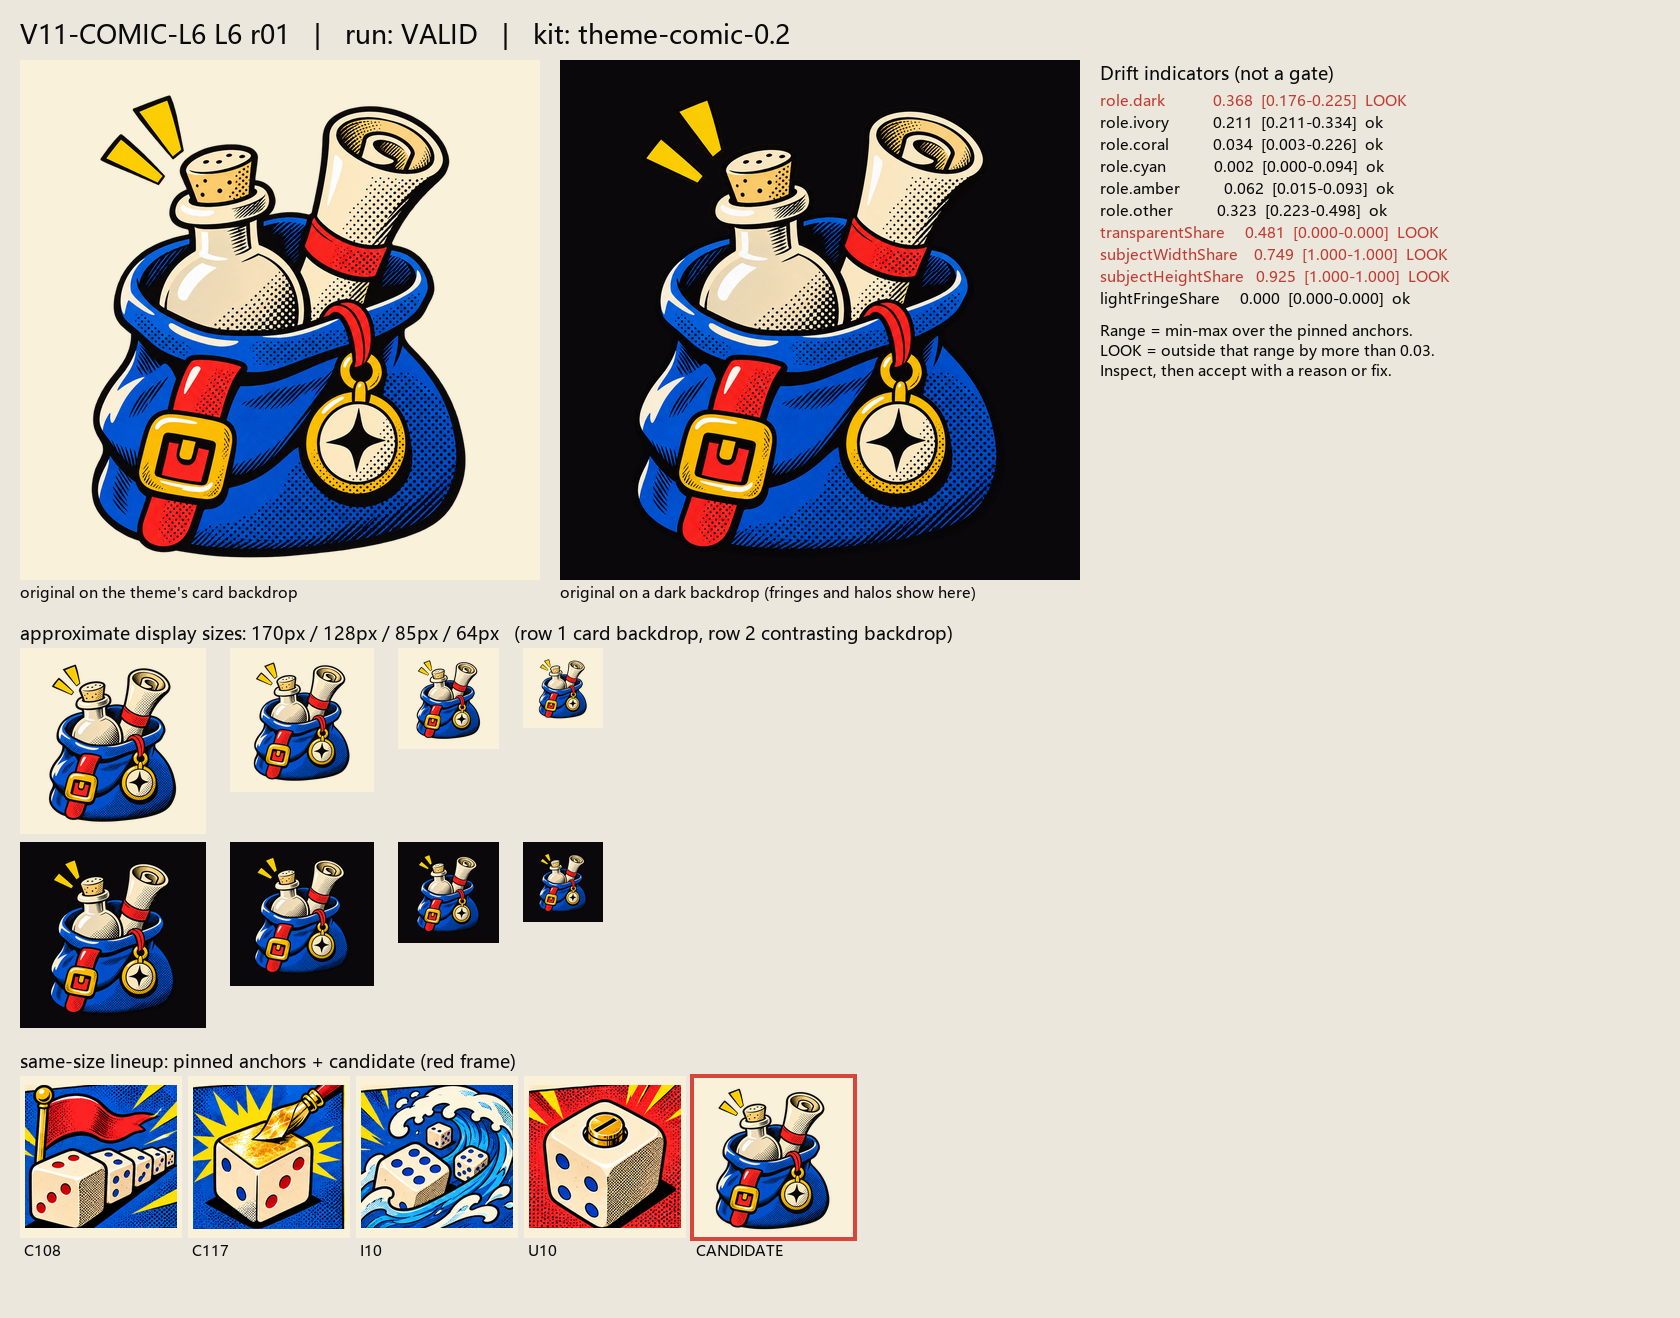 V11-COMIC-L6 L6 r01 | run: VALID | kit: theme-comic-0.2
Drift indicators (not a gate)
role.dark 0.368 [0.176-0.225] LOOK
role.ivory 0.211 [0.211-0.334] ok
role.coral 0.034 [0.003-0.226] ok
role.cyan 0.002 [0.000-0.094] ok
role.amber 0.062 [0.015-0.093] ok
role.other 0.323 [0.223-0.498] ok
transparentShare 0.481 [0.000-0.000] LOOK
subjectWidthShare 0.749 [1.000-1.000] LOOK
subjectHeightShare 0.925 [1.000-1.000] LOOK
lightFringeShare 0.000 [0.000-0.000] ok
Range = min-max over the pinned anchors.
LOOK = outside that range by more than 0.03.
Inspect, then accept with a reason or fix.
original on the theme's card backdrop
original on a dark backdrop (fringes and halos show here)
approximate display sizes: 170px / 128px / 85px / 64px (row 1 card backdrop, row 2 contrasting backdrop)
same-size lineup: pinned anchors + candidate (red frame)
C108
C117
I10
U10
CANDIDATE